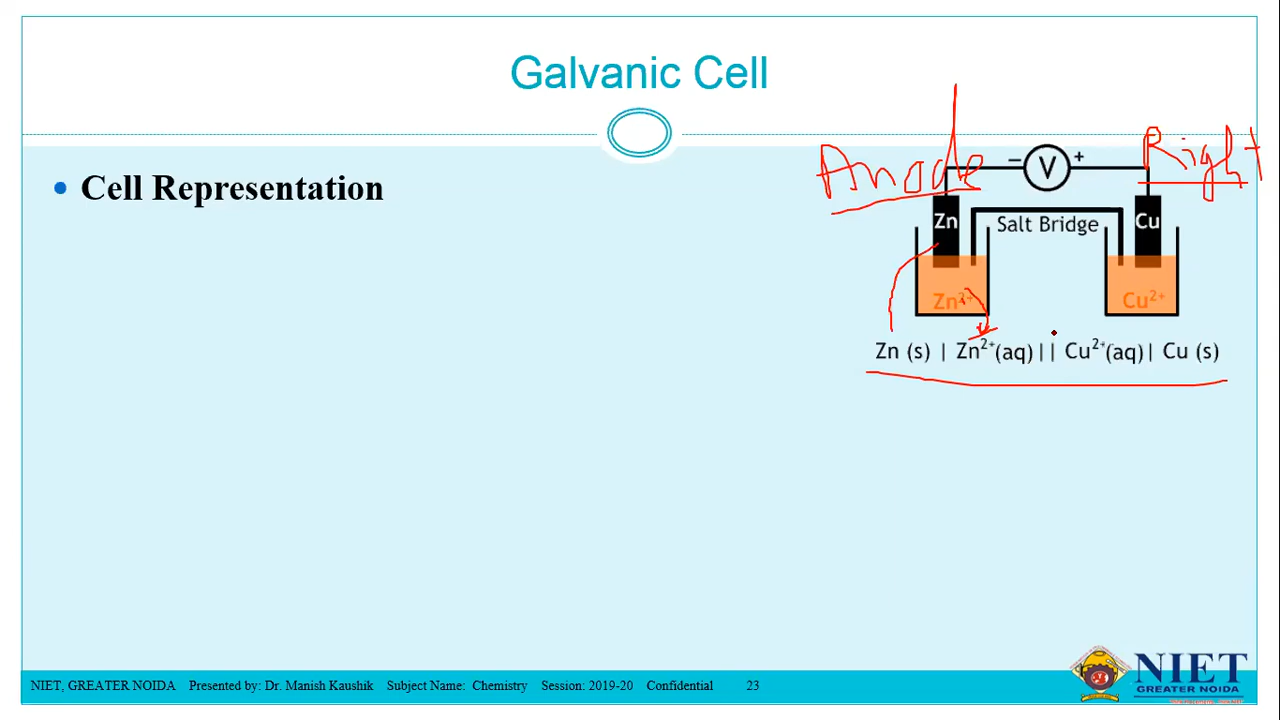 Galvanic Cell
• Cell Representation
Anode
Right
− V +
Zn
Salt Bridge
Cu
Zn²⁺
Cu²⁺
Zn (s) | Zn²⁺(aq) || Cu²⁺(aq) | Cu (s)
NIET
GREATER NOIDA
NIET, GREATER NOIDA Presented by: Dr. Manish Kaushik Subject Name: Chemistry Session: 2019-20 Confidential 23